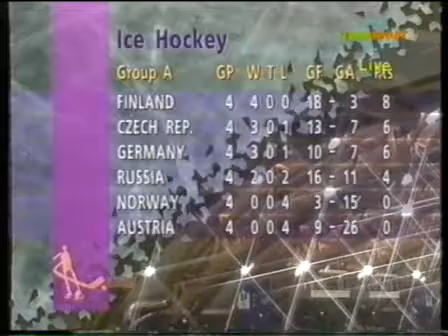 Ice Hockey
Live
Group A GP W T L GF GA Pts
FINLAND 4 4 0 0 18 - 3 8
CZECH REP. 4 3 0 1 13 - 7 6
GERMANY 4 3 0 1 10 - 7 6
RUSSIA 4 2 0 2 16 - 11 4
NORWAY 4 0 0 4 3 - 15 0
AUSTRIA 4 0 0 4 9 - 26 0